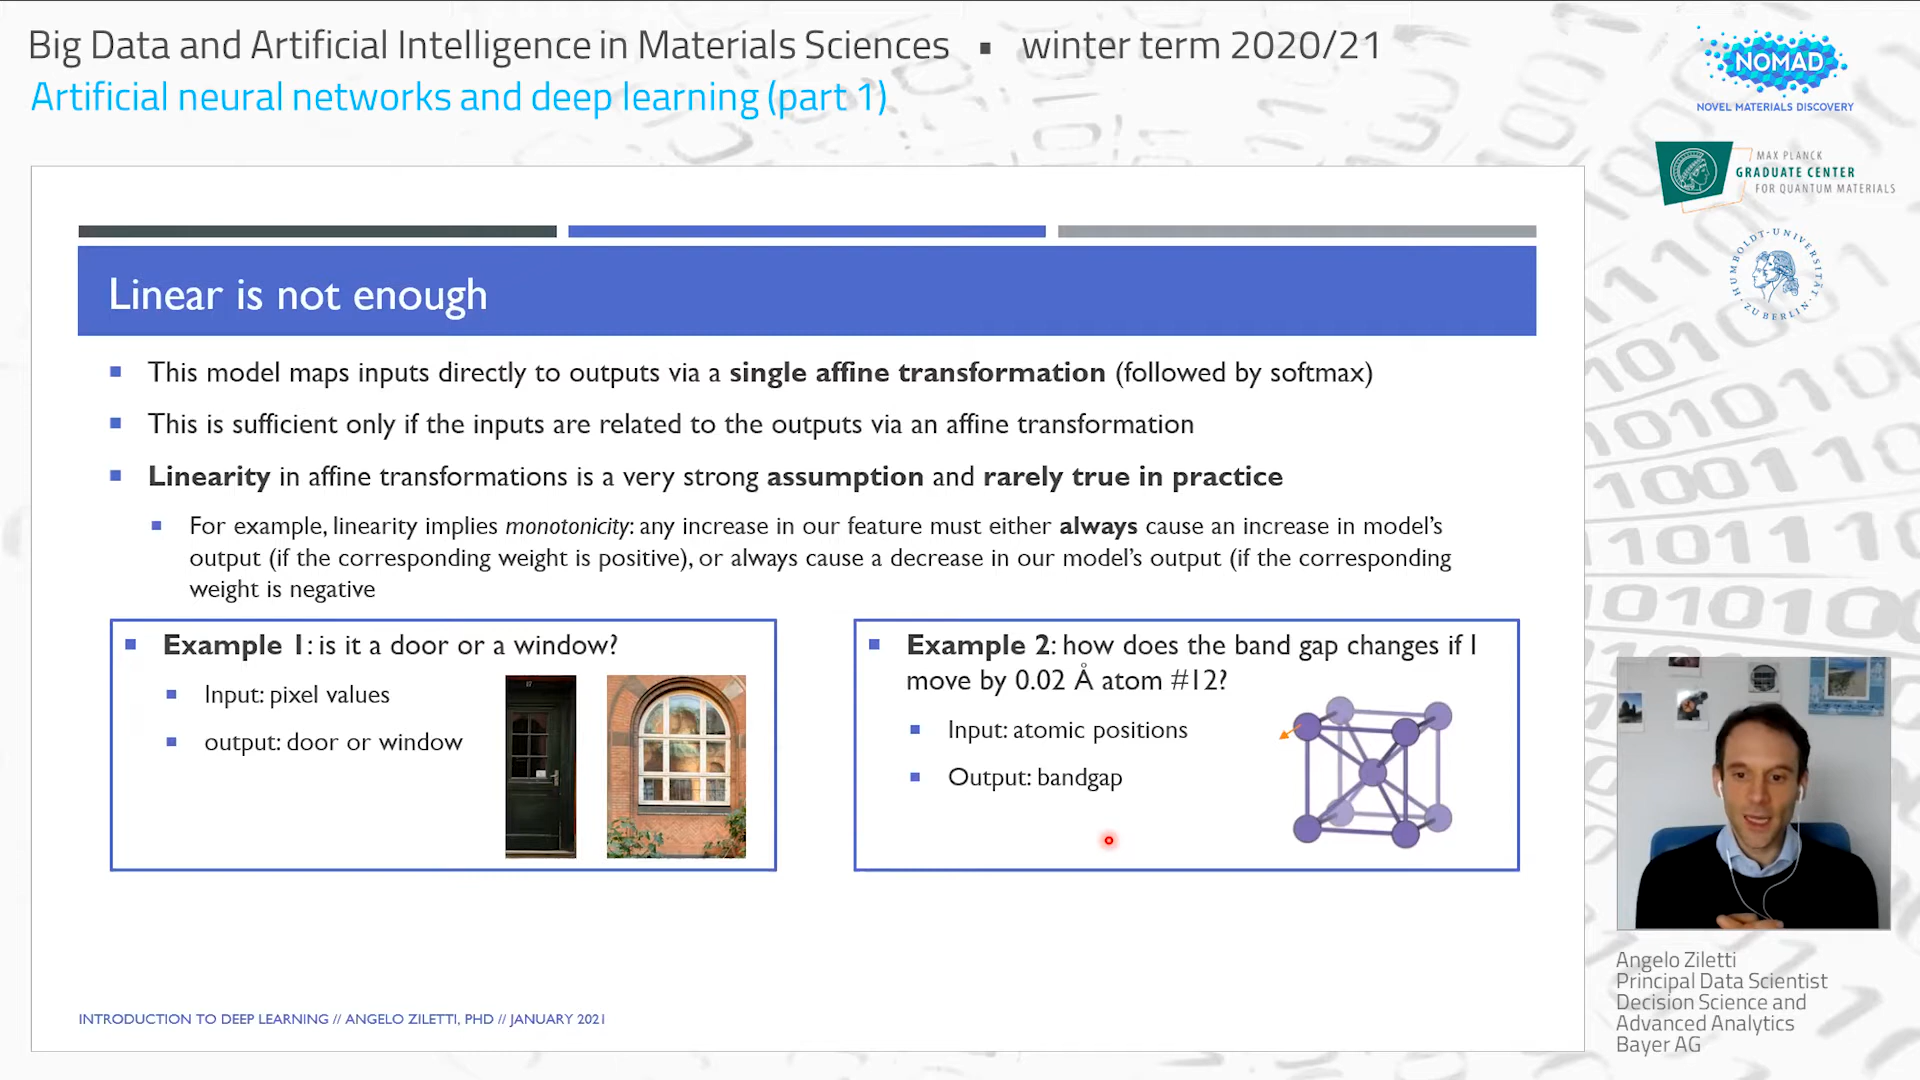 Big Data and Artificial Intelligence in Materials Sciences ▪ winter term 2020/21
Artificial neural networks and deep learning (part 1)
NOMAD
NOVEL MATERIALS DISCOVERY
MAX PLANCK
GRADUATE CENTER
FOR QUANTUM MATERIALS
HUMBOLDT-UNIVERSITÄT
ZU BERLIN
Linear is not enough
This model maps inputs directly to outputs via a single affine transformation (followed by softmax)
This is sufficient only if the inputs are related to the outputs via an affine transformation
Linearity in affine transformations is a very strong assumption and rarely true in practice
For example, linearity implies monotonicity: any increase in our feature must either always cause an increase in model's
output (if the corresponding weight is positive), or always cause a decrease in our model's output (if the corresponding
weight is negative
Example 1: is it a door or a window?
Input: pixel values
output: door or window
Example 2: how does the band gap changes if I
move by 0.02 Å atom #12?
Input: atomic positions
Output: bandgap
INTRODUCTION TO DEEP LEARNING // ANGELO ZILETTI, PHD // JANUARY 2021
Angelo Ziletti
Principal Data Scientist
Decision Science and
Advanced Analytics
Bayer AG